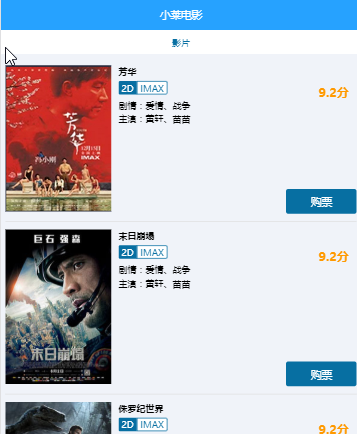 小莱电影
影片
芳华
2D IMAX
剧情：爱情、战争
主演：黄轩、苗苗
9.2分
购票
芳华
冯小刚
IMAX
末日崩塌
2D IMAX
剧情：爱情、战争
主演：黄轩、苗苗
9.2分
购票
巨石 强森
末日崩塌
侏罗纪世界
2D IMAX
9.2分